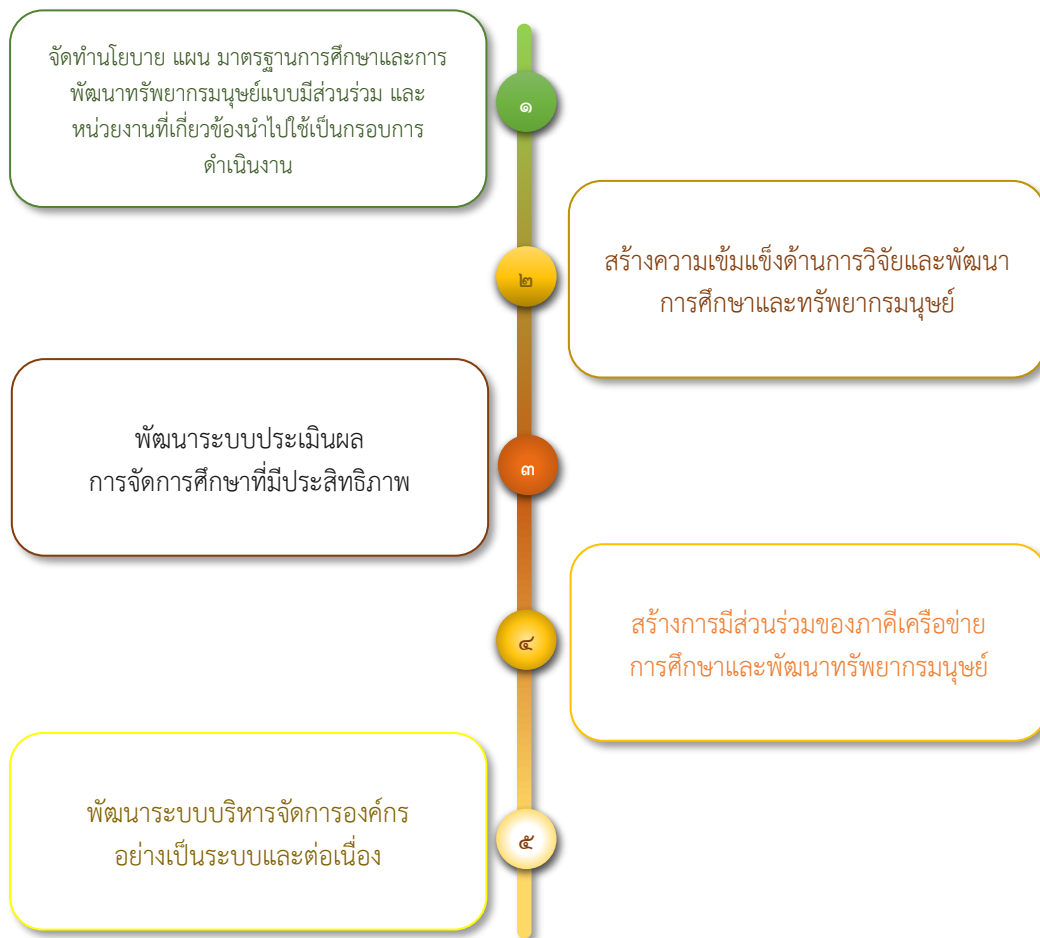 จัดทำนโยบาย แผน มาตรฐานการศึกษาและการ
พัฒนาทรัพยากรมนุษย์แบบมีส่วนร่วม และ
หน่วยงานที่เกี่ยวข้องนำไปใช้เป็นกรอบการ
ดำเนินงาน
๑
๒
สร้างความเข้มแข็งด้านการวิจัยและพัฒนา
การศึกษาและทรัพยากรมนุษย์
พัฒนาระบบประเมินผล
การจัดการศึกษาที่มีประสิทธิภาพ
๓
๔
สร้างการมีส่วนร่วมของภาคีเครือข่าย
การศึกษาและพัฒนาทรัพยากรมนุษย์
พัฒนาระบบบริหารจัดการองค์กร
อย่างเป็นระบบและต่อเนื่อง
๕